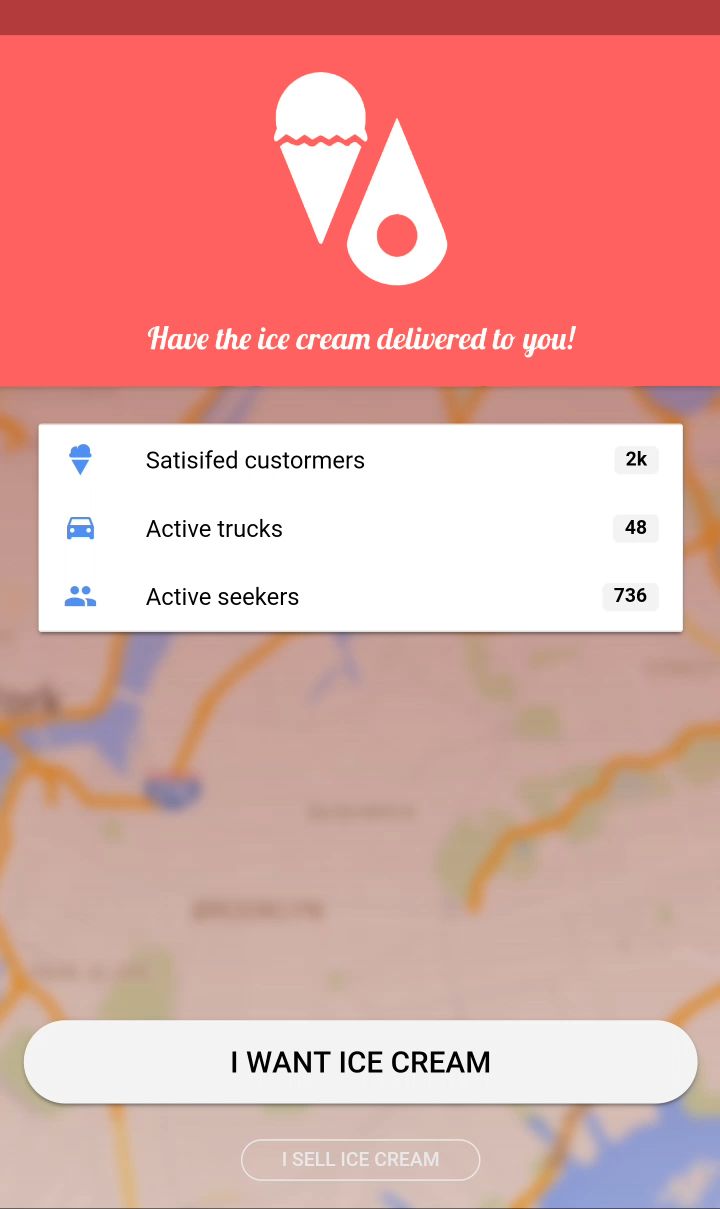 Have the ice cream delivered to you!
Satisifed custormers 2k
Active trucks 48
Active seekers 736
BROOKLYN
I WANT ICE CREAM
I SELL ICE CREAM